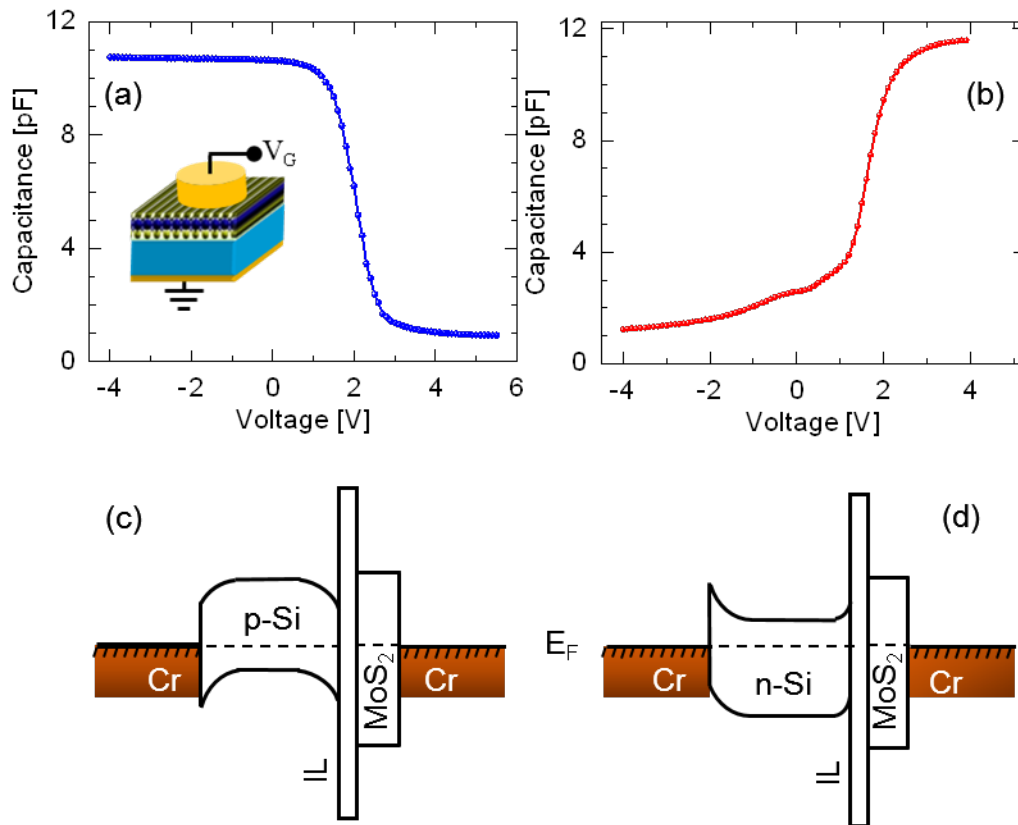 12
8
4
0
Capacitance [pF]
(a)
V_G
-4 -2 0 2 4 6
Voltage [V]
12
8
4
0
Capacitance [pF]
(b)
-4 -2 0 2 4
Voltage [V]
(c)
p-Si
Cr
IL
MoS₂
Cr
(d)
E_F
n-Si
Cr
IL
MoS₂
Cr